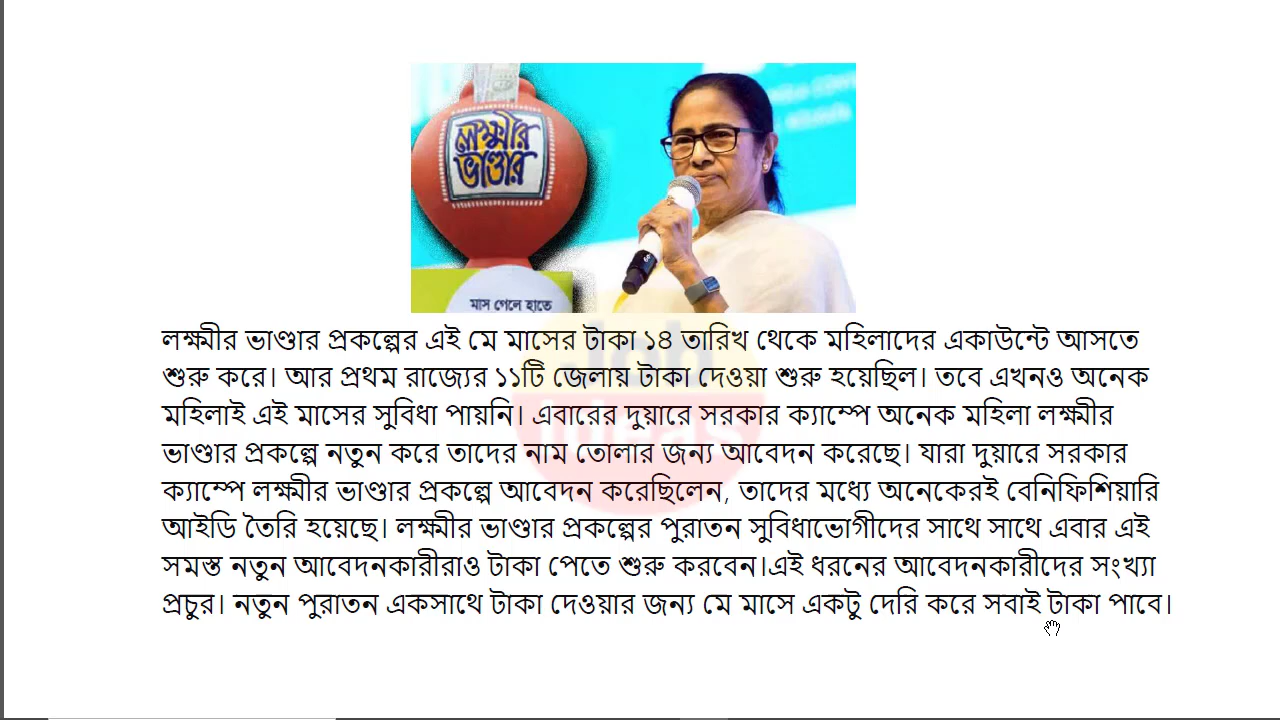 লক্ষ্মীর
ভাণ্ডার
মাস গেলে হাতে
লক্ষ্মীর ভাণ্ডার প্রকল্পের এই মে মাসের টাকা ১৪ তারিখ থেকে মহিলাদের একাউন্টে আসতে
শুরু করে। আর প্রথম রাজ্যের ১১টি জেলায় টাকা দেওয়া শুরু হয়েছিল। তবে এখনও অনেক
মহিলাই এই মাসের সুবিধা পায়নি। এবারের দুয়ারে সরকার ক্যাম্পে অনেক মহিলা লক্ষ্মীর
ভাণ্ডার প্রকল্পে নতুন করে তাদের নাম তোলার জন্য আবেদন করেছে। যারা দুয়ারে সরকার
ক্যাম্পে লক্ষ্মীর ভাণ্ডার প্রকল্পে আবেদন করেছিলেন, তাদের মধ্যে অনেকেরই বেনিফিশিয়ারি
আইডি তৈরি হয়েছে। লক্ষ্মীর ভাণ্ডার প্রকল্পের পুরাতন সুবিধাভোগীদের সাথে সাথে এবার এই
সমস্ত নতুন আবেদনকারীরাও টাকা পেতে শুরু করবেন।এই ধরনের আবেদনকারীদের সংখ্যা
প্রচুর। নতুন পুরাতন একসাথে টাকা দেওয়ার জন্য মে মাসে একটু দেরি করে সবাই টাকা পাবে।
Job
Ideas